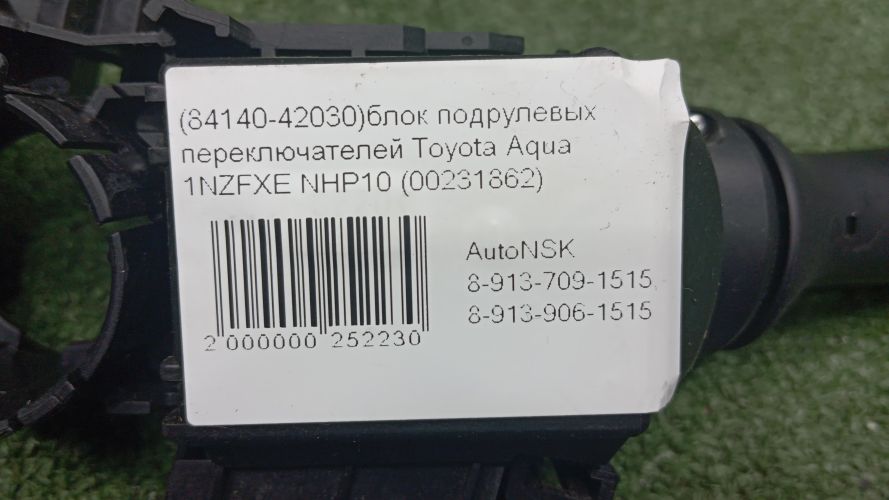 (84140-42030)блок подрулевых
переключателей Toyota Aqua
1NZFXE NHP10 (00231862)
AutoNSK
8-913-709-1515,
8-913-906-1515
2 000000 252230